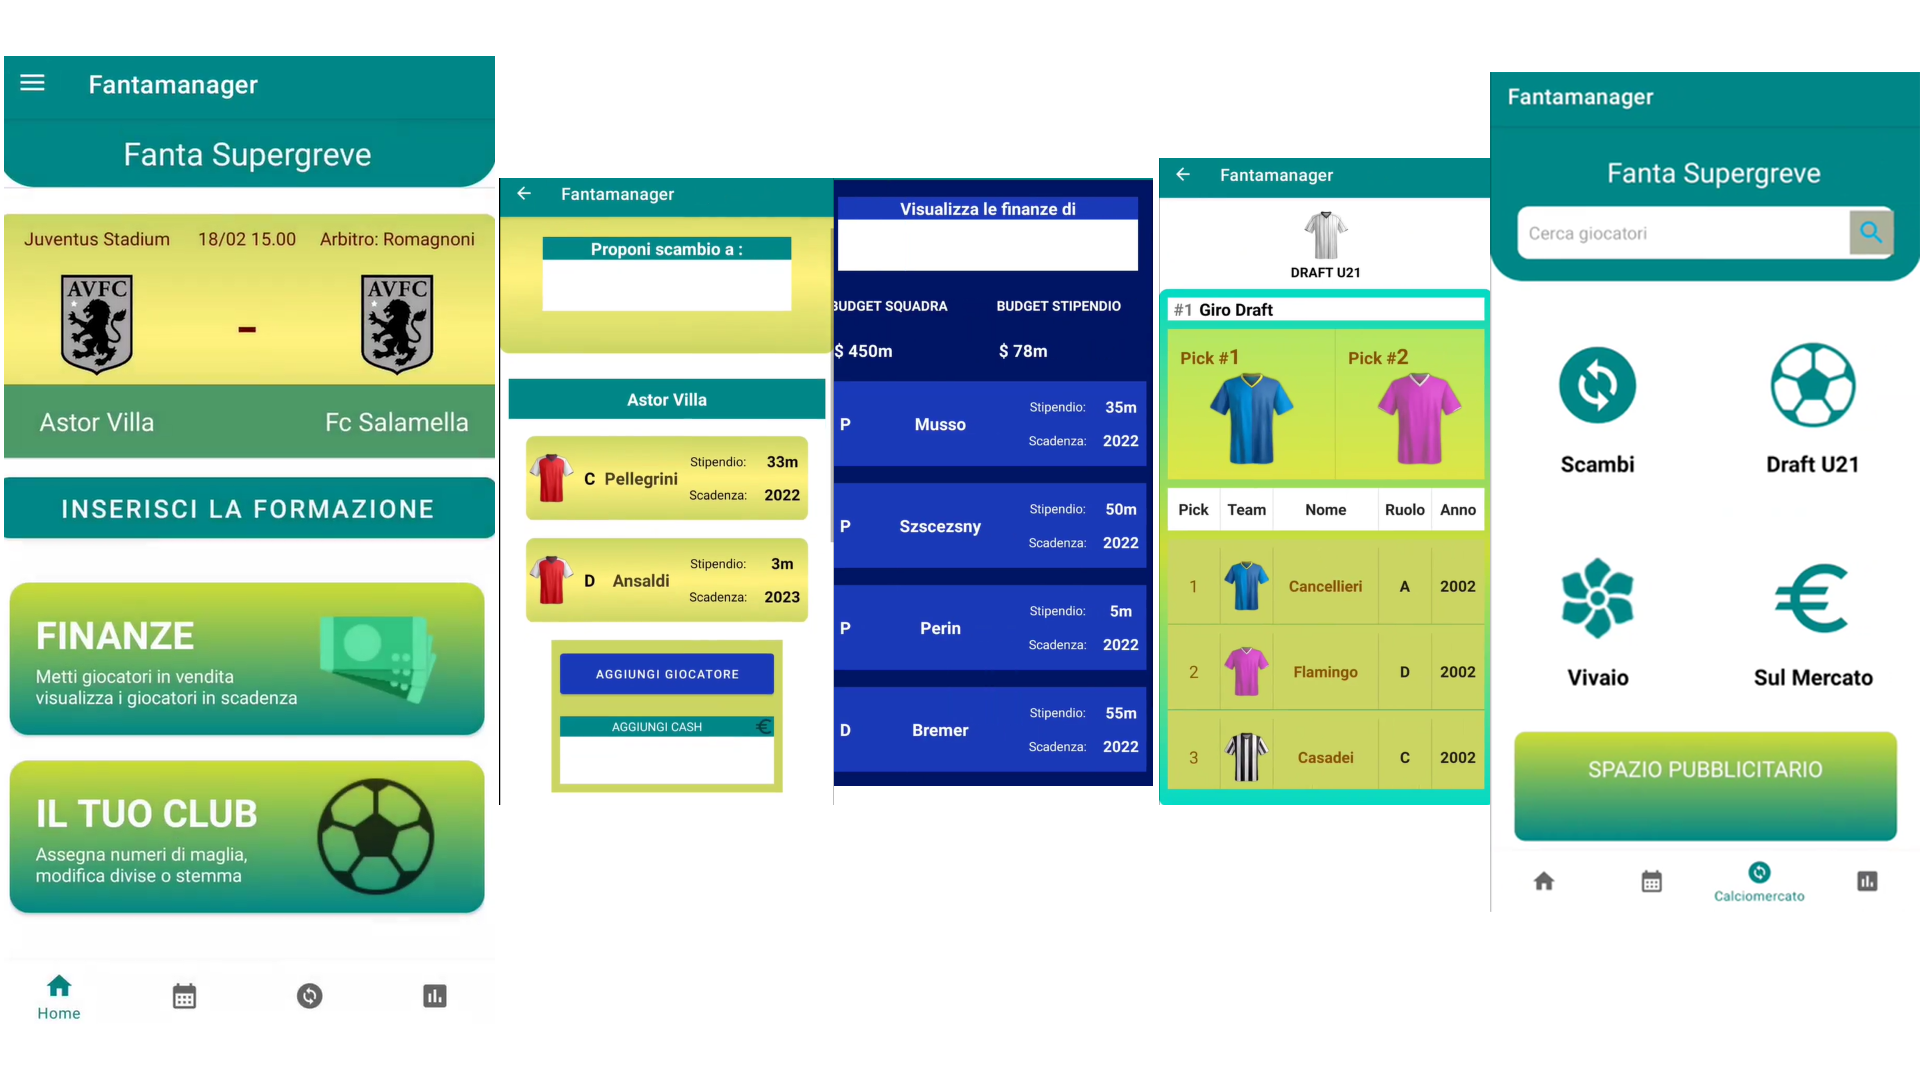 Fantamanager
Fanta Supergreve
Juventus Stadium 18/02 15.00 Arbitro: Romagnoni
AVFC AVFC
-
Astor Villa Fc Salamella
INSERISCI LA FORMAZIONE
FINANZE
Metti giocatori in vendita
visualizza i giocatori in scadenza
IL TUO CLUB
Assegna numeri di maglia,
modifica divise o stemma
Home
Fantamanager
Proponi scambio a :
Astor Villa
C Pellegrini Stipendio: 33m
Scadenza: 2022
D Ansaldi Stipendio: 3m
Scadenza: 2023
AGGIUNGI GIOCATORE
AGGIUNGI CASH €
Visualizza le finanze di
BUDGET SQUADRA BUDGET STIPENDIO
$ 450m $ 78m
P Musso Stipendio: 35m
Scadenza: 2022
P Szscezsny Stipendio: 50m
Scadenza: 2022
P Perin Stipendio: 5m
Scadenza: 2022
D Bremer Stipendio: 55m
Scadenza: 2022
Fantamanager
DRAFT U21
#1 Giro Draft
Pick #1 Pick #2
Pick Team Nome Ruolo Anno
1 Cancellieri A 2002
2 Flamingo D 2002
3 Casadei C 2002
Fantamanager
Fanta Supergreve
Cerca giocatori
Scambi Draft U21
€
Vivaio Sul Mercato
SPAZIO PUBBLICITARIO
Calciomercato